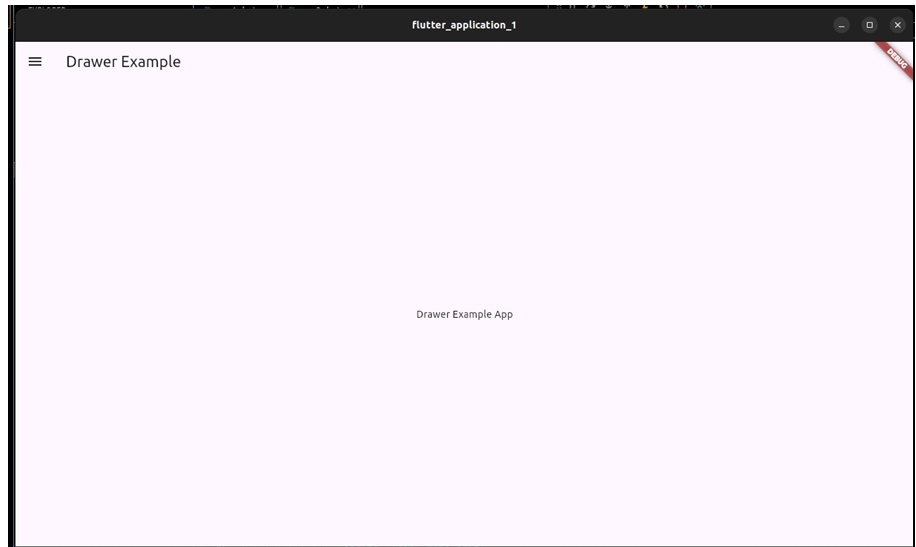 flutter_application_1
Drawer Example
DEBUG
Drawer Example App